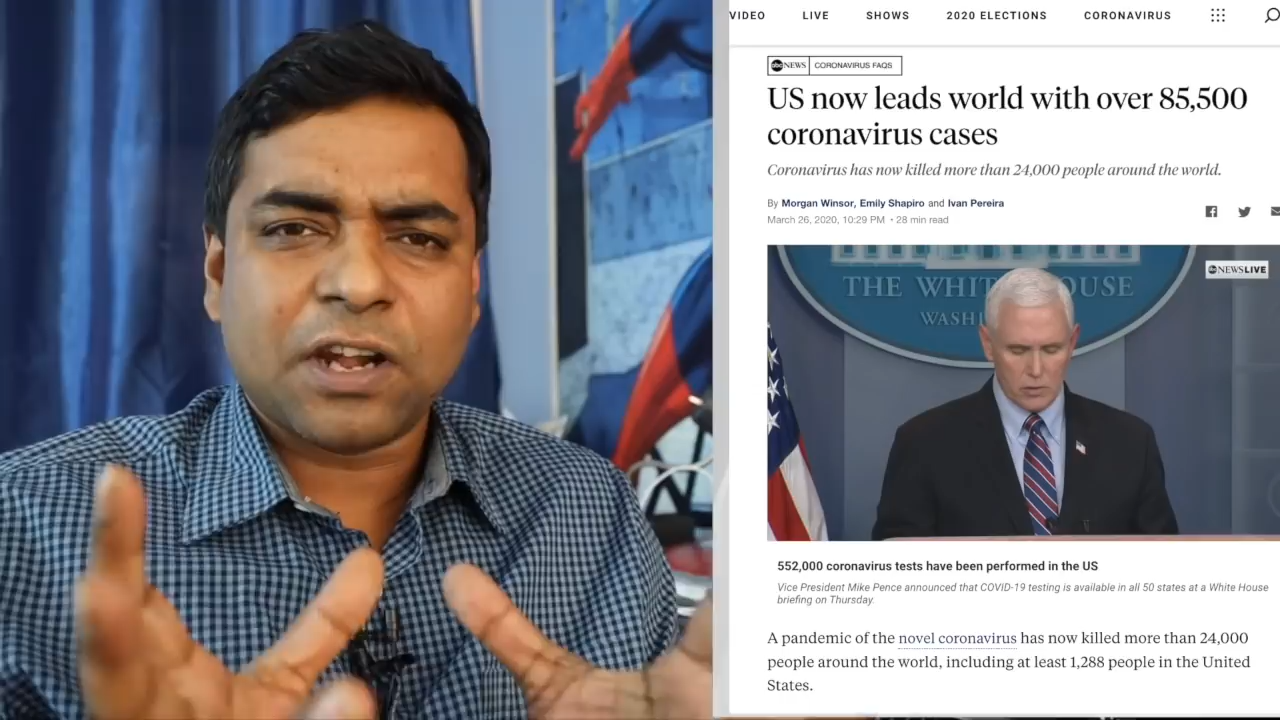 VIDEO LIVE SHOWS 2020 ELECTIONS CORONAVIRUS
abc NEWS CORONAVIRUS FAQS
US now leads world with over 85,500
coronavirus cases
Coronavirus has now killed more than 24,000 people around the world.
By Morgan Winsor, Emily Shapiro and Ivan Pereira
March 26, 2020, 10:29 PM • 28 min read
abc NEWS LIVE
THE WHIT OUSE
WASHI
552,000 coronavirus tests have been performed in the US
Vice President Mike Pence announced that COVID-19 testing is available in all 50 states at a White House
briefing on Thursday.
A pandemic of the novel coronavirus has now killed more than 24,000
people around the world, including at least 1,288 people in the United
States.